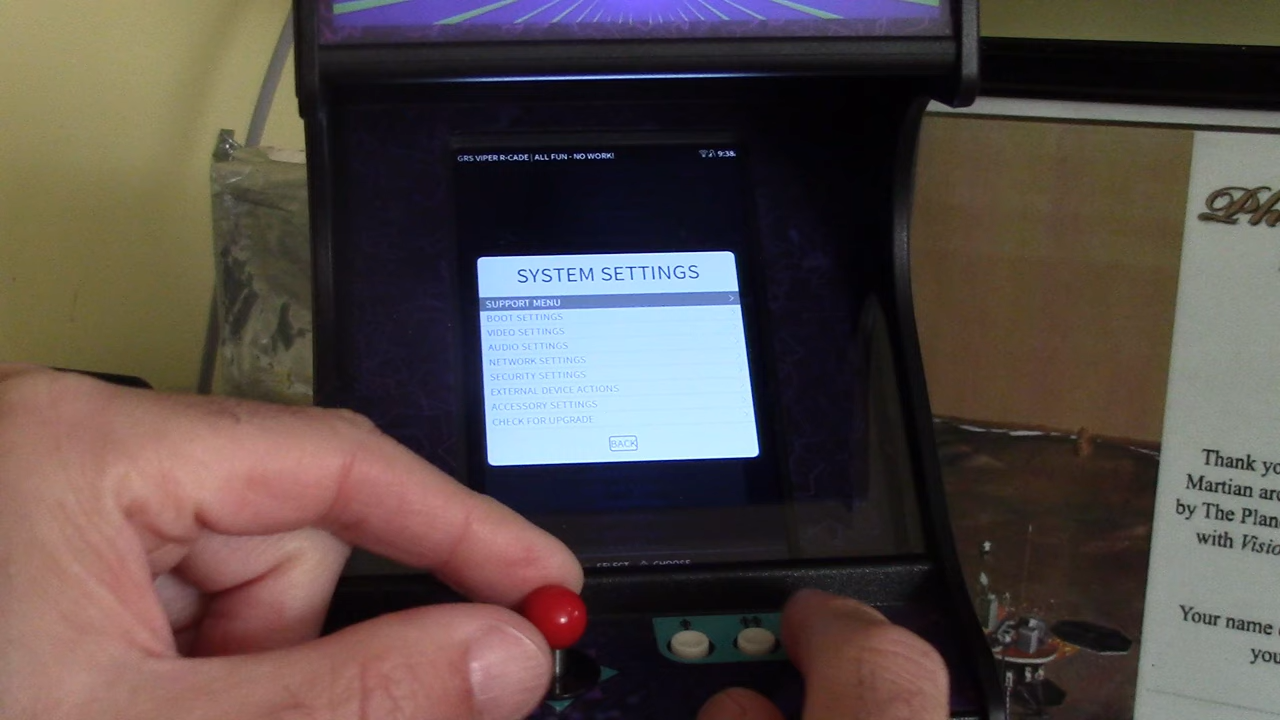 GRS VIPER R-CADE | ALL FUN - NO WORK!
9:38
SYSTEM SETTINGS
SUPPORT MENU
BOOT SETTINGS
VIDEO SETTINGS
AUDIO SETTINGS
NETWORK SETTINGS
SECURITY SETTINGS
EXTERNAL DEVICE ACTIONS
ACCESSORY SETTINGS
CHECK FOR UPGRADE
BACK
SELECT
CHOOSE
Ph
Thank yo
Martian arc
by The Plan
with Visio
Your name
you